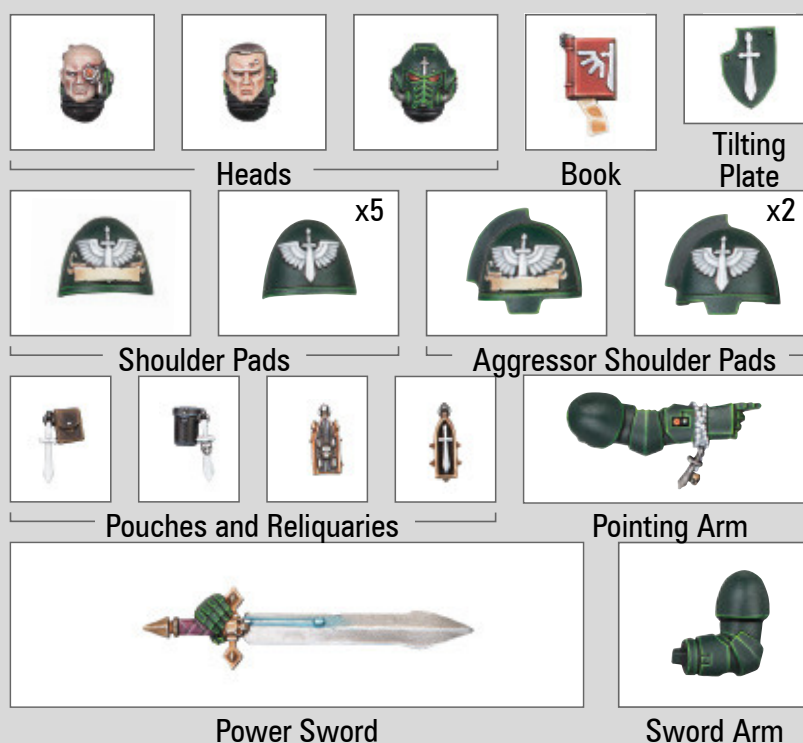 Heads
Book
Tilting
Plate
x5
x2
Shoulder Pads
Aggressor Shoulder Pads
Pouches and Reliquaries
Pointing Arm
Power Sword
Sword Arm